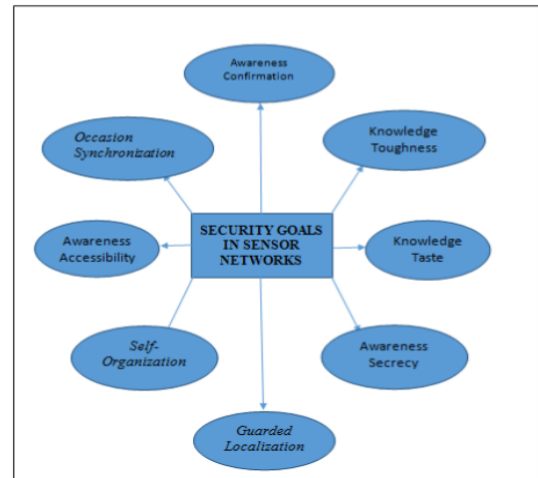 Awareness
Confirmation
Occasion
Synchronization
Knowledge
Toughness
SECURITY GOALS
IN SENSOR
NETWORKS
Awareness
Accessibility
Knowledge
Taste
Self-
Organization
Awareness
Secrecy
Guarded
Localization